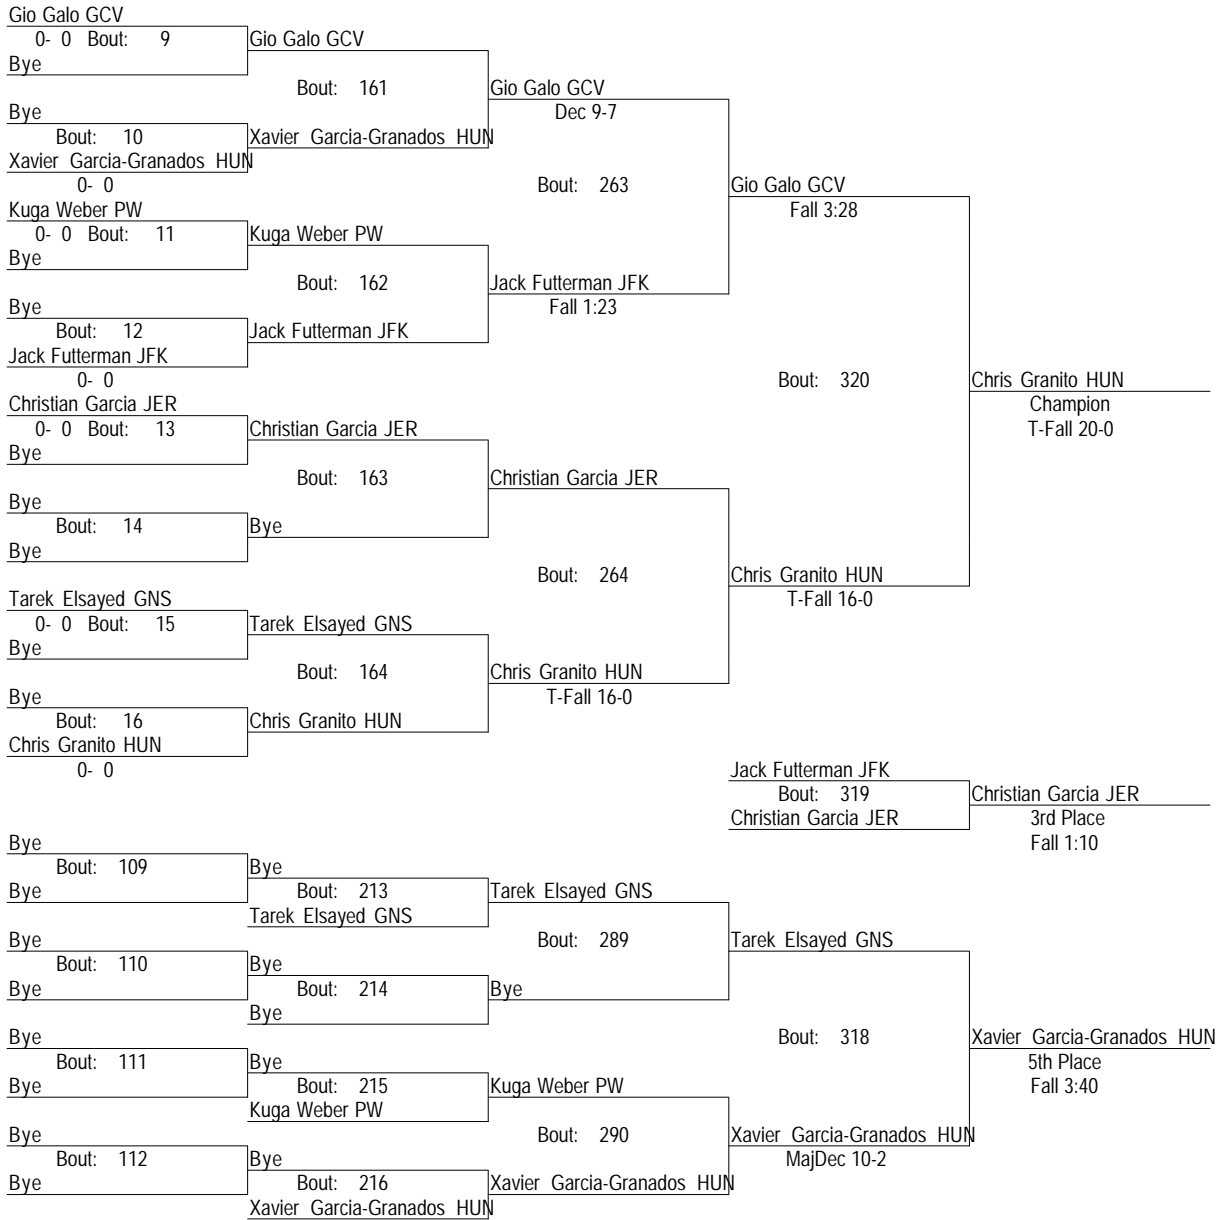 Gio Galo GCV
0- 0 Bout: 9 Gio Galo GCV
Bye
Bout: 161 Gio Galo GCV
Bye Dec 9-7
Bout: 10 Xavier Garcia-Granados HUN
Xavier Garcia-Granados HUN
0- 0 Bout: 263 Gio Galo GCV
Kuga Weber PW Fall 3:28
0- 0 Bout: 11 Kuga Weber PW
Bye
Bout: 162 Jack Futterman JFK
Bye Fall 1:23
Bout: 12 Jack Futterman JFK
Jack Futterman JFK
0- 0 Bout: 320 Chris Granito HUN
Christian Garcia JER Champion
0- 0 Bout: 13 Christian Garcia JER T-Fall 20-0
Bye
Bout: 163 Christian Garcia JER
Bye
Bout: 14 Bye
Bye
Bout: 264 Chris Granito HUN
Tarek Elsayed GNS T-Fall 16-0
0- 0 Bout: 15 Tarek Elsayed GNS
Bye
Bout: 164 Chris Granito HUN
Bye T-Fall 16-0
Bout: 16 Chris Granito HUN
Chris Granito HUN
0- 0 Jack Futterman JFK
Bout: 319 Christian Garcia JER
Christian Garcia JER 3rd Place
Bye Fall 1:10
Bout: 109 Bye
Bye Bout: 213 Tarek Elsayed GNS
Tarek Elsayed GNS
Bye Bout: 289 Tarek Elsayed GNS
Bout: 110 Bye
Bye Bout: 214 Bye
Bye
Bye Bout: 318 Xavier Garcia-Granados HUN
Bout: 111 Bye 5th Place
Bye Bout: 215 Kuga Weber PW Fall 3:40
Kuga Weber PW
Bye Bout: 290 Xavier Garcia-Granados HUN
Bout: 112 Bye MajDec 10-2
Bye Bout: 216 Xavier Garcia-Granados HUN
Xavier Garcia-Granados HUN